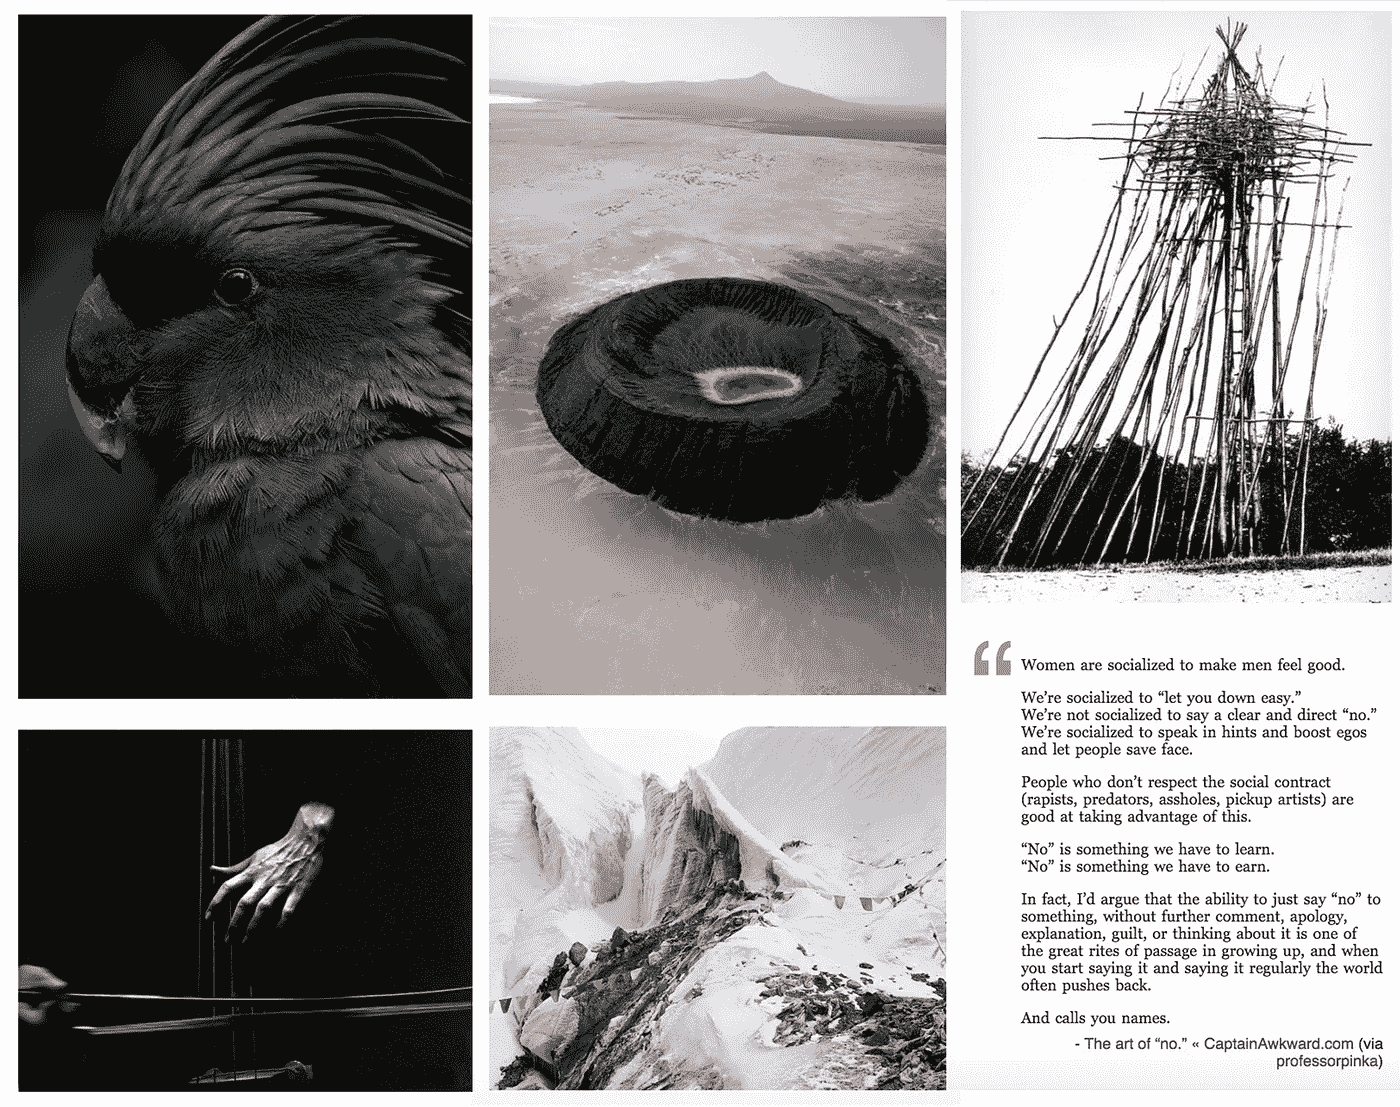 “
Women are socialized to make men feel good.
We’re socialized to “let you down easy.”
We’re not socialized to say a clear and direct “no.”
We’re socialized to speak in hints and boost egos
and let people save face.
People who don’t respect the social contract
(rapists, predators, assholes, pickup artists) are
good at taking advantage of this.
“No” is something we have to learn.
“No” is something we have to earn.
In fact, I’d argue that the ability to just say “no” to
something, without further comment, apology,
explanation, guilt, or thinking about it is one of
the great rites of passage in growing up, and when
you start saying it and saying it regularly the world
often pushes back.
And calls you names.
- The art of “no.” « CaptainAwkward.com (via
professorpinka)